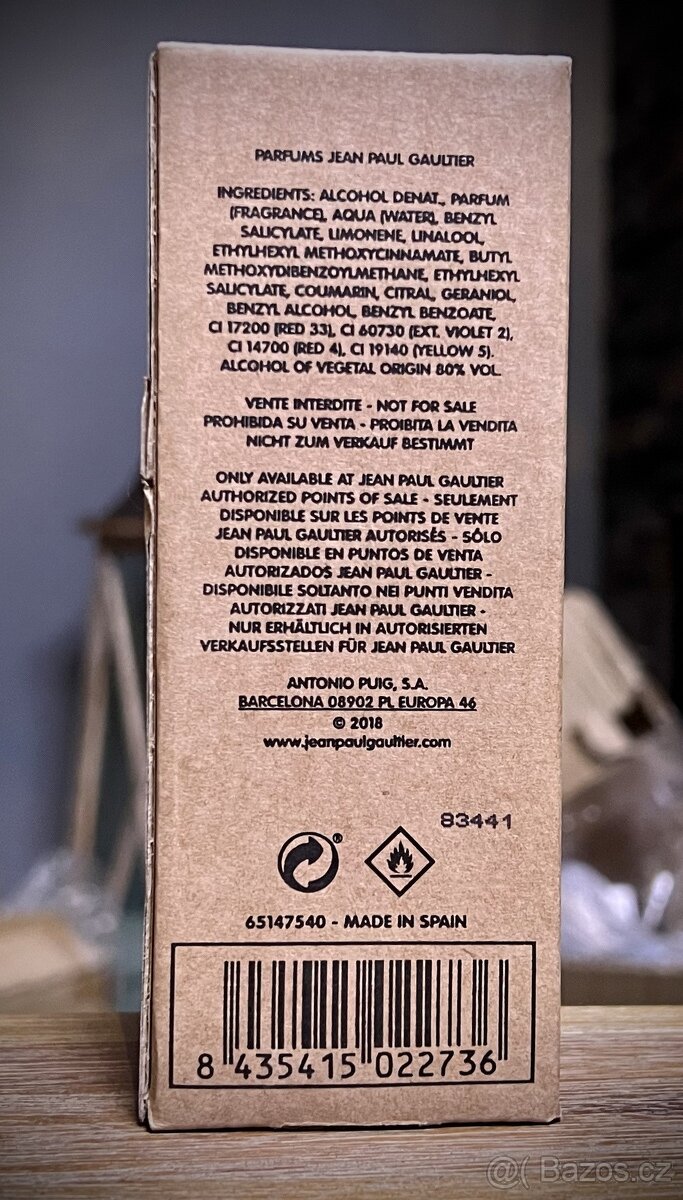 PARFUMS JEAN PAUL GAULTIER
INGREDIENTS: ALCOHOL DENAT., PARFUM
(FRAGRANCE), AQUA (WATER), BENZYL
SALICYLATE, LIMONENE, LINALOOL,
ETHYLHEXYL METHOXYCINNAMATE, BUTYL
METHOXYDIBENZOYLMETHANE, ETHYLHEXYL
SALICYLATE, COUMARIN, CITRAL, GERANIOL,
BENZYL ALCOHOL, BENZYL BENZOATE,
CI 17200 (RED 33), CI 60730 (EXT. VIOLET 2),
CI 14700 (RED 4), CI 19140 (YELLOW 5).
ALCOHOL OF VEGETAL ORIGIN 80% VOL.
VENTE INTERDITE - NOT FOR SALE
PROHIBIDA SU VENTA - PROIBITA LA VENDITA
NICHT ZUM VERKAUF BESTIMMT
ONLY AVAILABLE AT JEAN PAUL GAULTIER
AUTHORIZED POINTS OF SALE - SEULEMENT
DISPONIBLE SUR LES POINTS DE VENTE
JEAN PAUL GAULTIER AUTORISÉS - SÓLO
DISPONIBLE EN PUNTOS DE VENTA
AUTORIZADOS JEAN PAUL GAULTIER -
DISPONIBILE SOLTANTO NEI PUNTI VENDITA
AUTORIZZATI JEAN PAUL GAULTIER -
NUR ERHÄLTLICH IN AUTORISIERTEN
VERKAUFSSTELLEN FÜR JEAN PAUL GAULTIER
ANTONIO PUIG, S.A.
BARCELONA 08902 PL EUROPA 46
© 2018
www.jeanpaulgaultier.com
83441
®
65147540 - MADE IN SPAIN
8 435415 022736
@( Bazos.cz